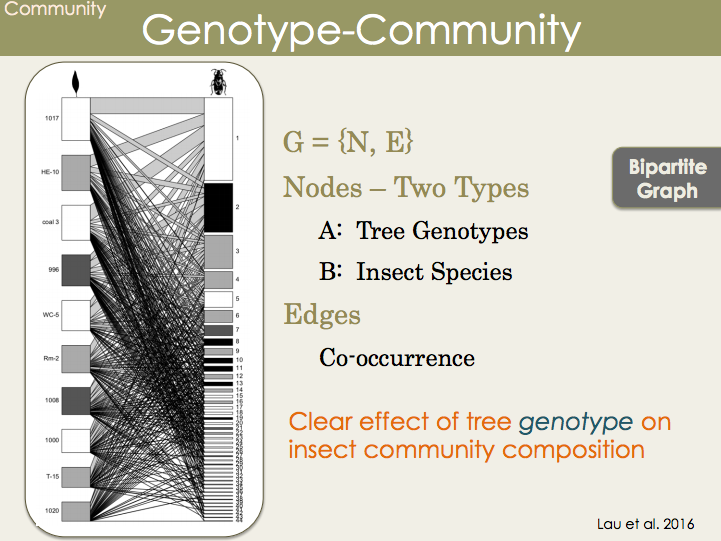 Community
Genotype-Community
1017
HE-10
coal 3
996
WC-5
Rm-2
1008
1000
T-15
1020
1
2
3
4
5
6
7
8
9
10
11
12
13
14
15
16
17
18
19
20
44
G = {N, E}
Nodes – Two Types
A: Tree Genotypes
B: Insect Species
Edges
Co-occurrence
Bipartite
Graph
Clear effect of tree genotype on
insect community composition
Lau et al. 2016